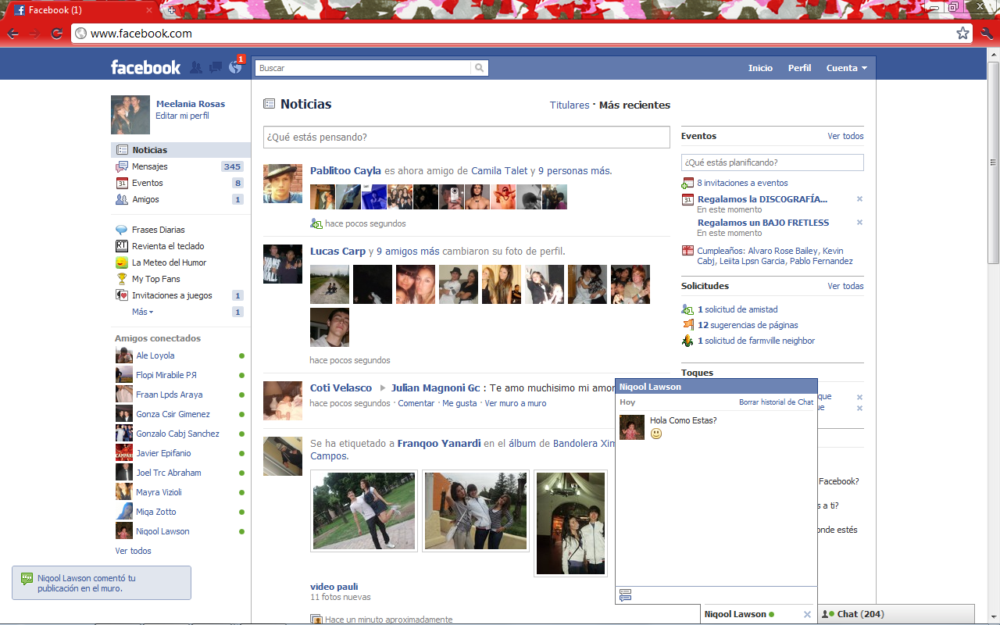 Facebook (1)
www.facebook.com
facebook
1
Buscar
Inicio
Perfil
Cuenta
Meelania Rosas
Editar mi perfil
Noticias
Mensajes 345
Eventos 8
Amigos 1
Frases Diarias
RT Revienta el teclado
La Meteo del Humor
My Top Fans
Invitaciones a juegos 1
Más 1
Amigos conectados
Ale Loyola
Flopi Mirabile PЯ
Fraan Lpds Araya
Gonza Csir Gimenez
Gonzalo Cabj Sanchez
Javier Epifanio
Joel Trc Abraham
Mayra Vizioli
Miqa Zotto
Niqool Lawson
Ver todos
Niqool Lawson comentó tu
publicación en el muro.
Noticias
Titulares · Más recientes
¿Qué estás pensando?
Pablitoo Cayla es ahora amigo de Camila Talet y 9 personas más.
hace pocos segundos
Lucas Carp y 9 amigos más cambiaron su foto de perfil.
hace pocos segundos
Coti Velasco Julian Magnoni Gc : Te amo muchisimo mi amor
hace pocos segundos · Comentar · Me gusta · Ver muro a muro
Se ha etiquetado a Franqoo Yanardi en el álbum de Bandolera Xim
Campos.
video pauli
11 fotos nuevas
Hace un minuto aproximadamente
Eventos Ver todos
¿Qué estás planificando?
8 invitaciones a eventos
31 Regalamos la DISCOGRAFÍA...
En este momento
Regalamos un BAJO FRETLESS
En este momento
Cumpleaños: Alvaro Rose Bailey, Kevin
Cabj, Leiita Lpsn Garcia, Pablo Fernandez
Solicitudes Ver todas
1 solicitud de amistad
12 sugerencias de páginas
1 solicitud de farmville neighbor
Toques
que
ue
Facebook?
s a ti?
onde estés
Niqool Lawson
Hoy Borrar historial de Chat
Hola Como Estas?
Niqool Lawson
Chat (204)